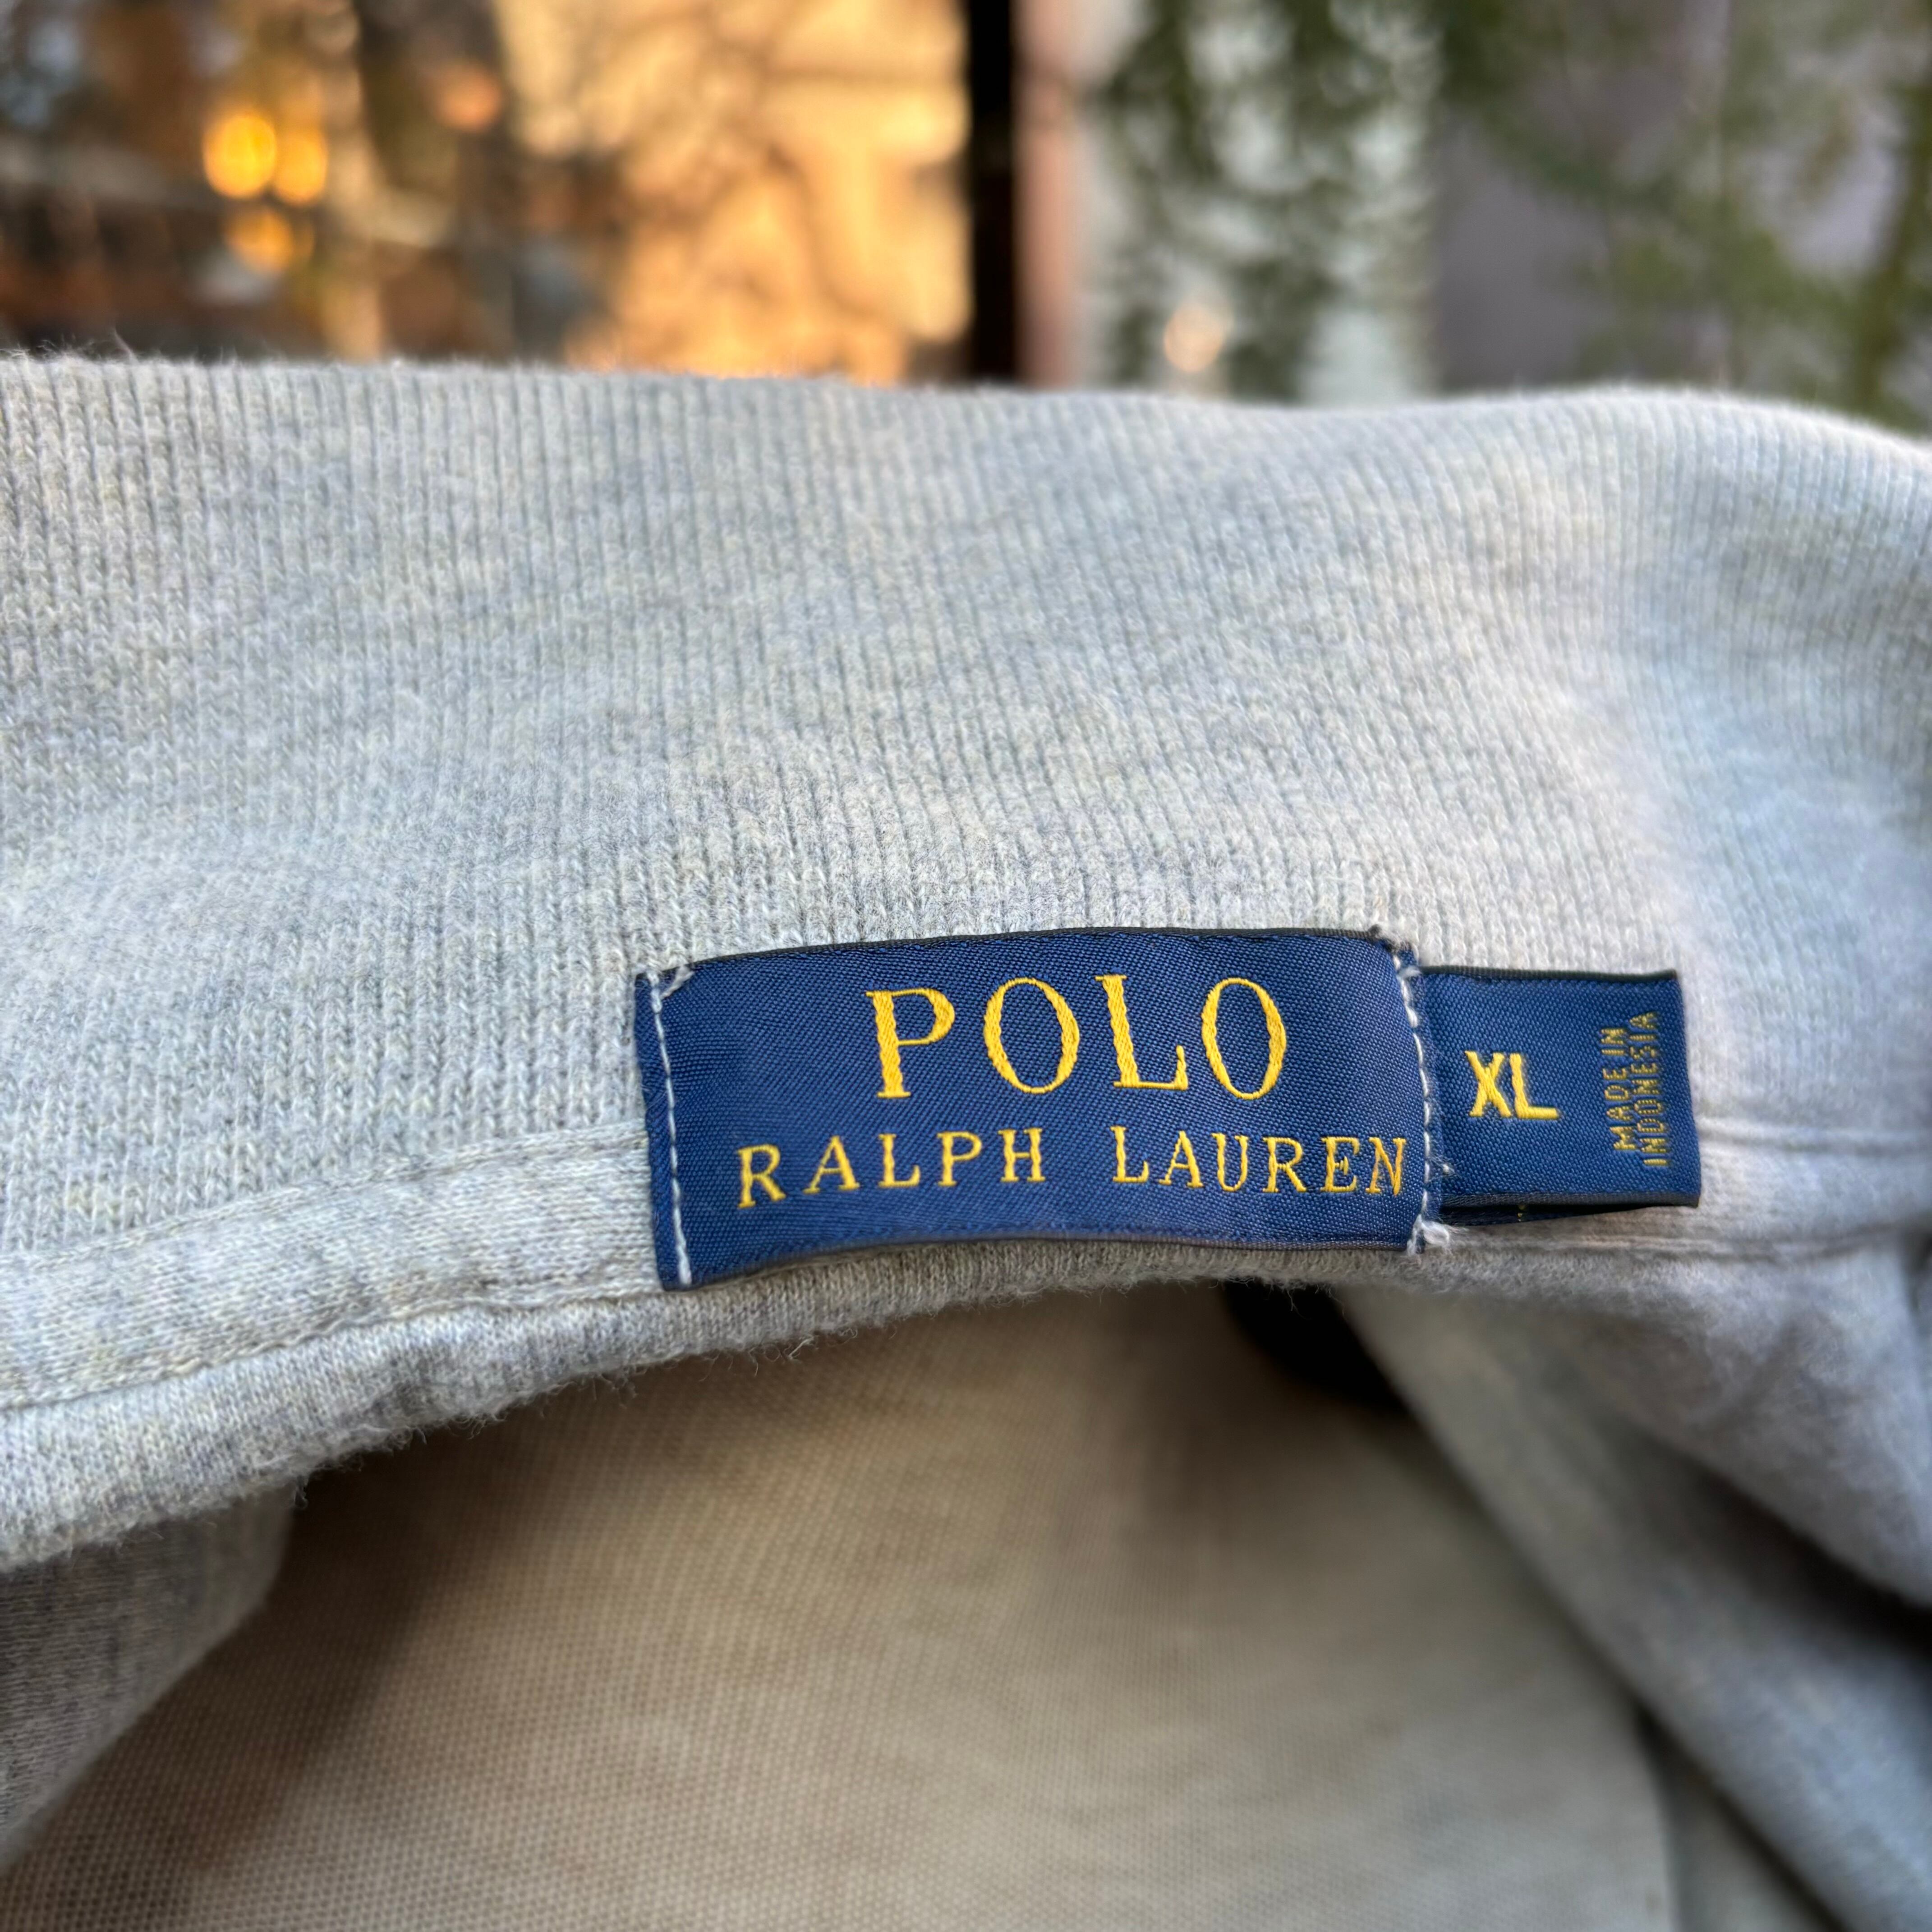 POLO
RALPH LAUREN
XL
MADE IN
INDONESIA